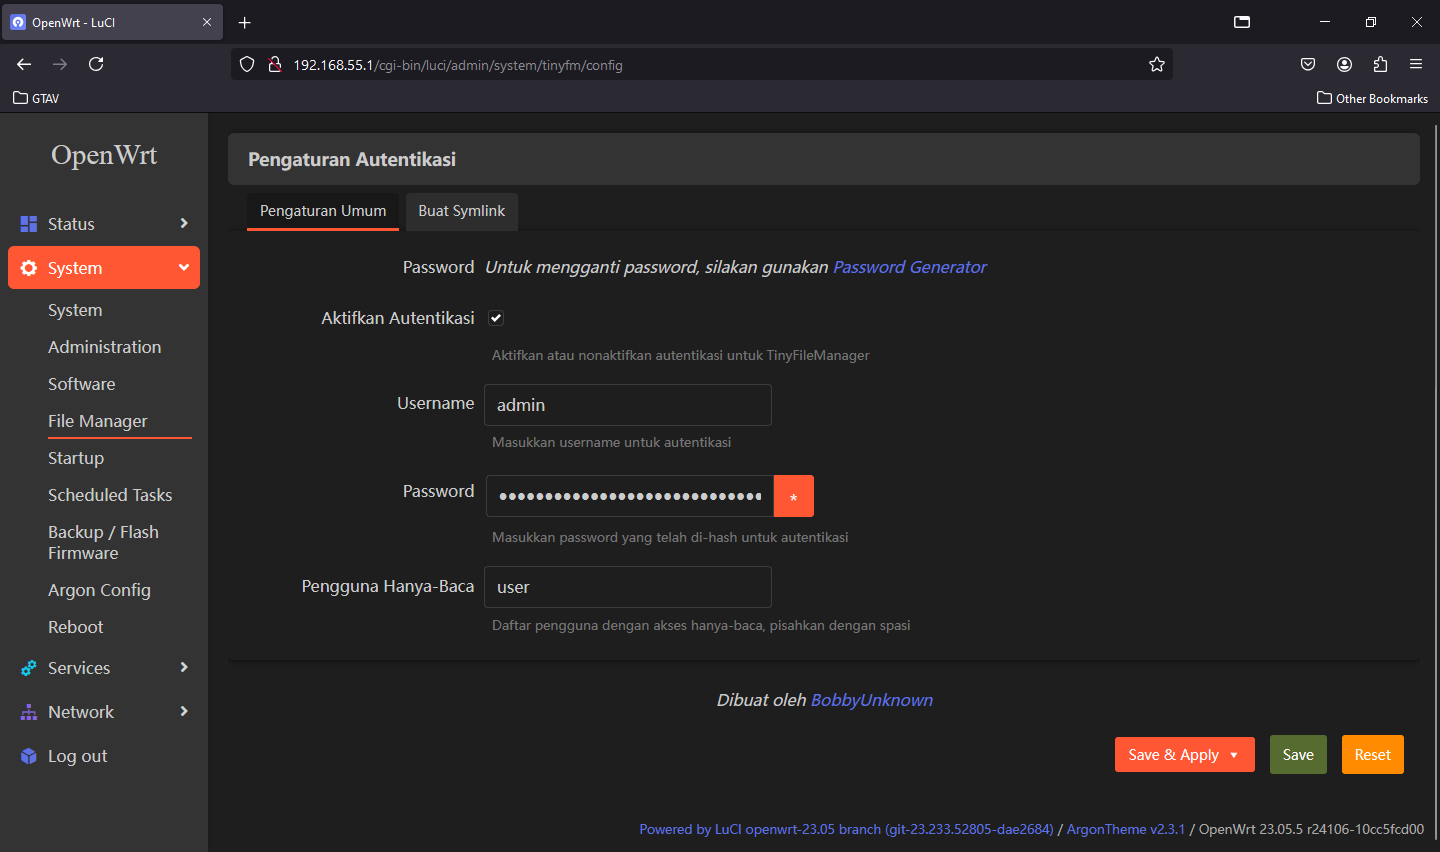 OpenWrt - LuCI
192.168.55.1/cgi-bin/luci/admin/system/tinyfm/config
GTAV
Other Bookmarks
OpenWrt
Status
System
System
Administration
Software
File Manager
Startup
Scheduled Tasks
Backup / Flash
Firmware
Argon Config
Reboot
Services
Network
Log out
Pengaturan Autentikasi
Pengaturan Umum
Buat Symlink
Password Untuk mengganti password, silakan gunakan Password Generator
Aktifkan Autentikasi
Aktifkan atau nonaktifkan autentikasi untuk TinyFileManager
Username admin
Masukkan username untuk autentikasi
Password *
Masukkan password yang telah di-hash untuk autentikasi
Pengguna Hanya-Baca user
Daftar pengguna dengan akses hanya-baca, pisahkan dengan spasi
Dibuat oleh BobbyUnknown
Save & Apply Save Reset
Powered by LuCI openwrt-23.05 branch (git-23.233.52805-dae2684) / ArgonTheme v2.3.1 / OpenWrt 23.05.5 r24106-10cc5fcd00